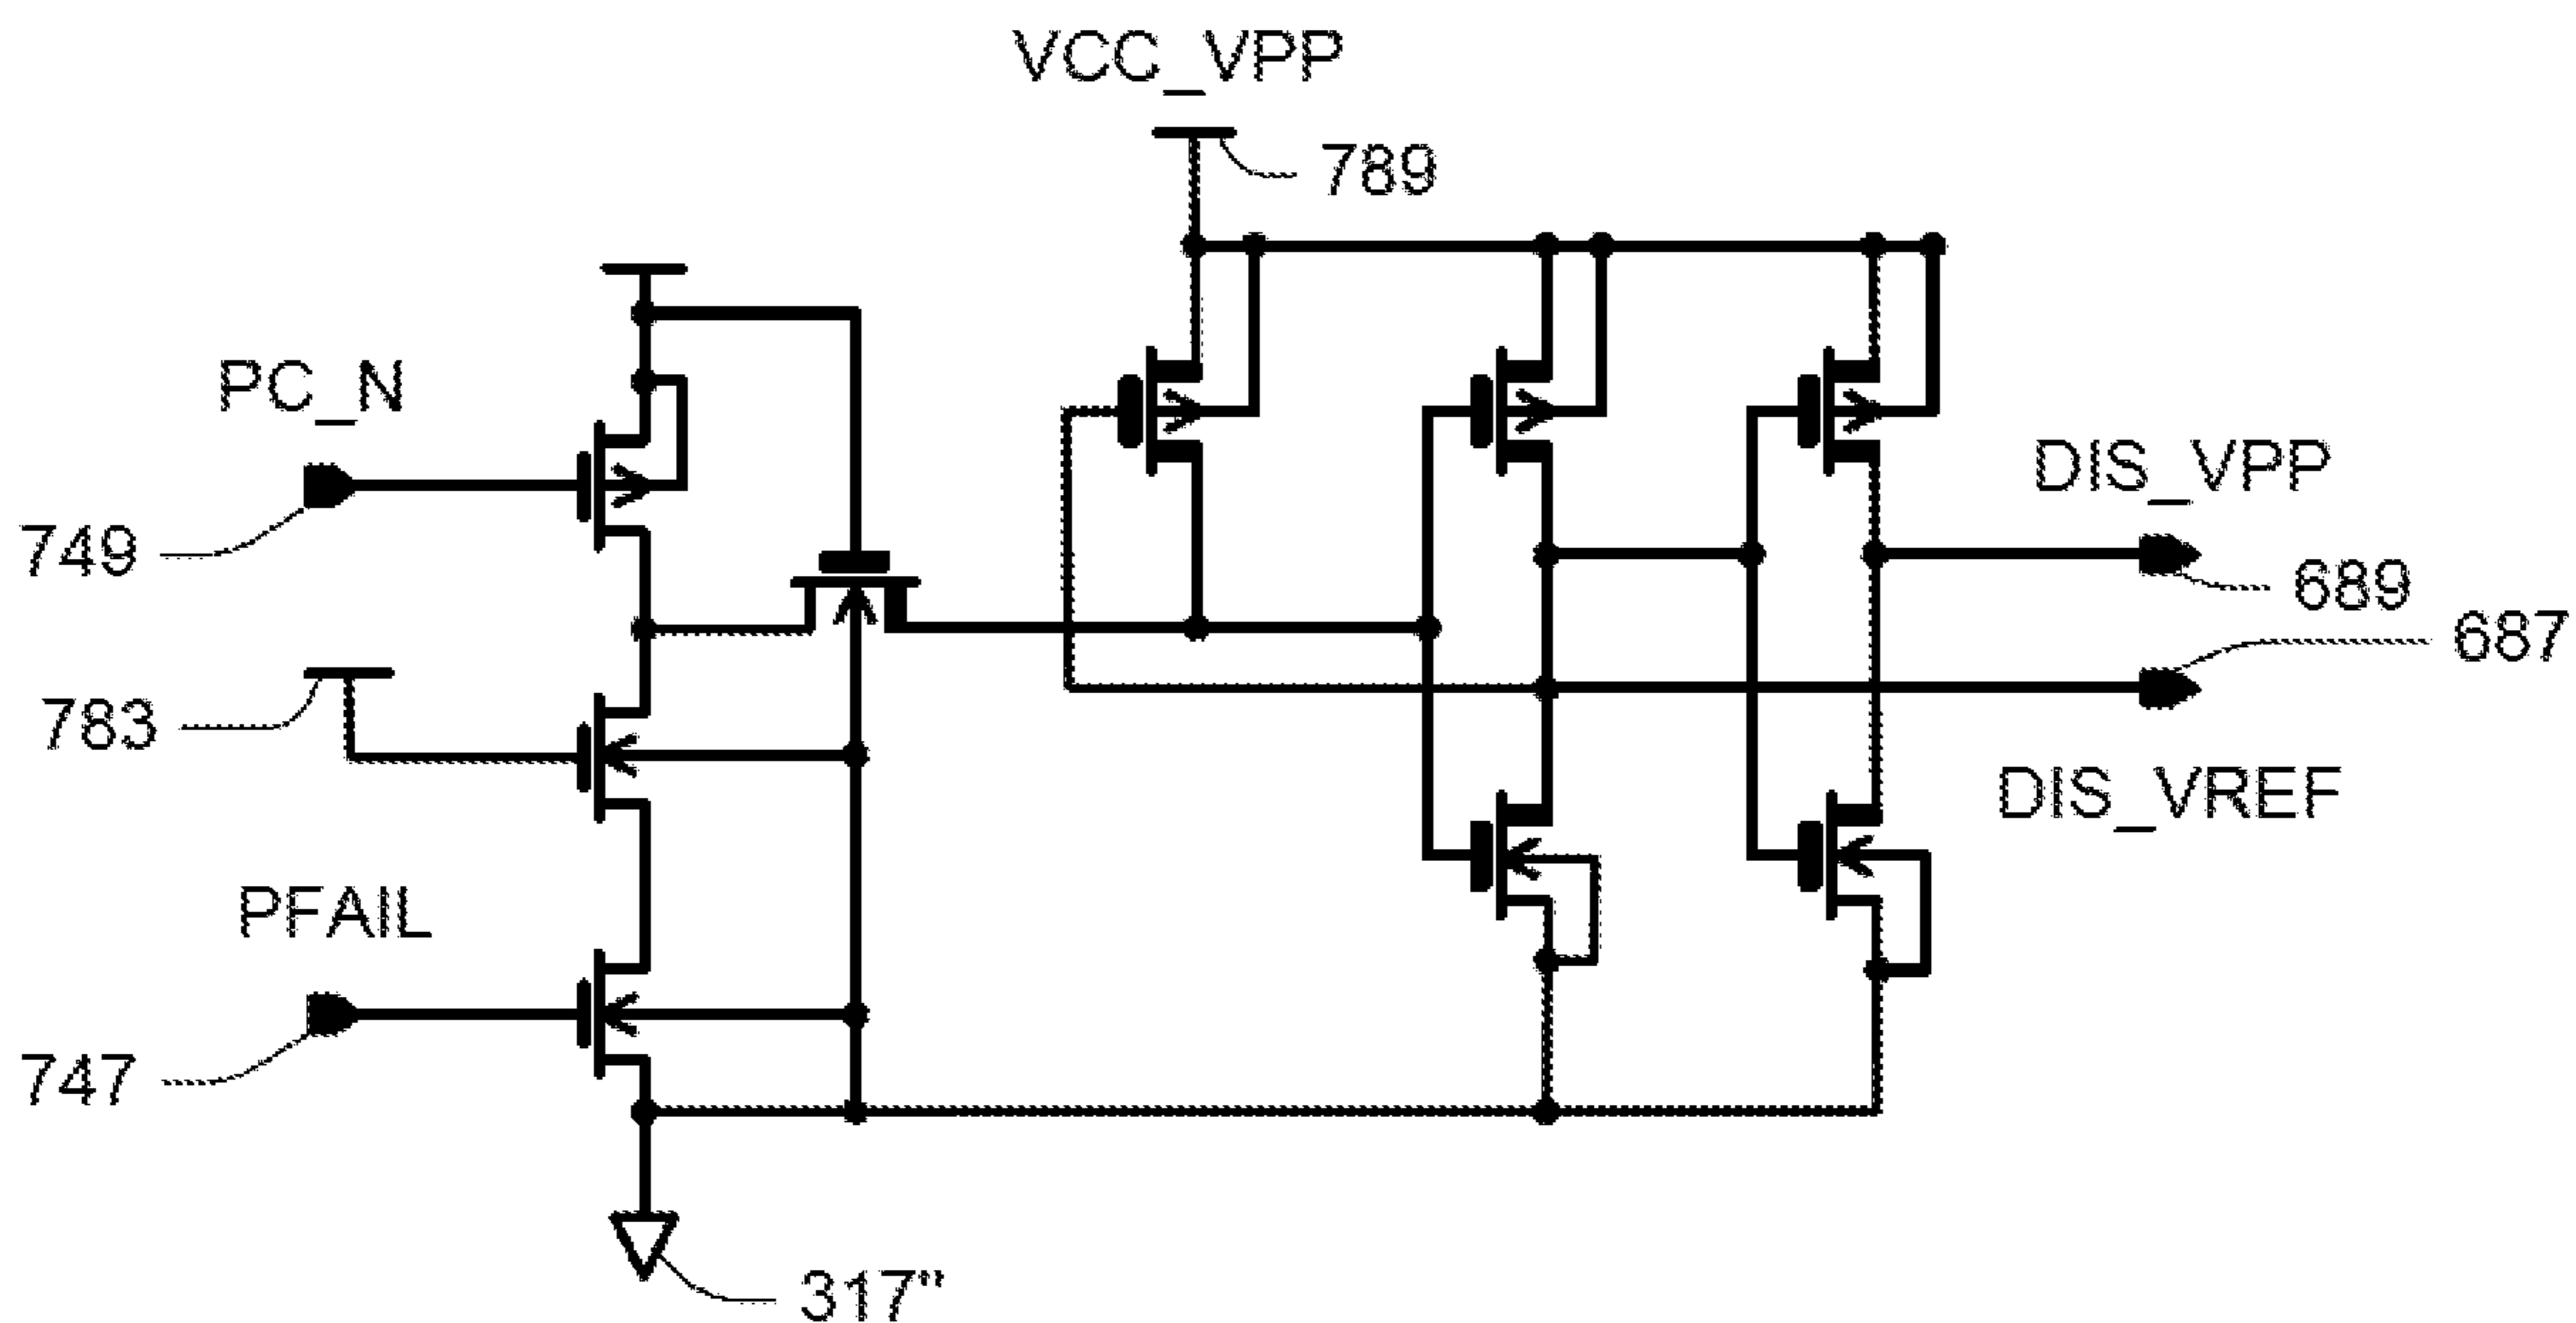 VCC_VPP
789
PC_N
749
DIS_VPP
689
687
783
DIS_VREF
PFAIL
747
317"